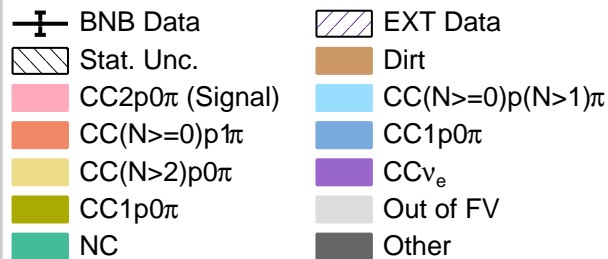 BNB Data
EXT Data
Stat. Unc.
Dirt
CC2p0π (Signal)
CC(N>=0)p(N>1)π
CC(N>=0)p1π
CC1p0π
CC(N>2)p0π
CCνe
CC1p0π
Out of FV
NC
Other